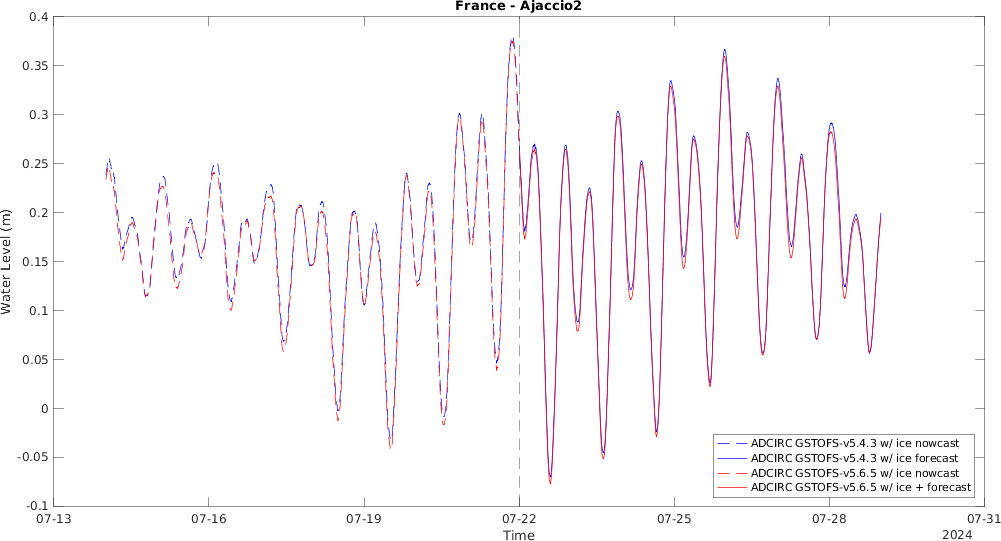 France - Ajaccio2
0.4
0.35
0.3
0.25
0.2
0.15
0.1
0.05
0
-0.05
-0.1
Water Level (m)
07-13
07-16
07-19
07-22
07-25
07-28
07-31
Time
2024
ADCIRC GSTOFS-v5.4.3 w/ ice nowcast
ADCIRC GSTOFS-v5.4.3 w/ ice forecast
ADCIRC GSTOFS-v5.6.5 w/ ice nowcast
ADCIRC GSTOFS-v5.6.5 w/ ice + forecast